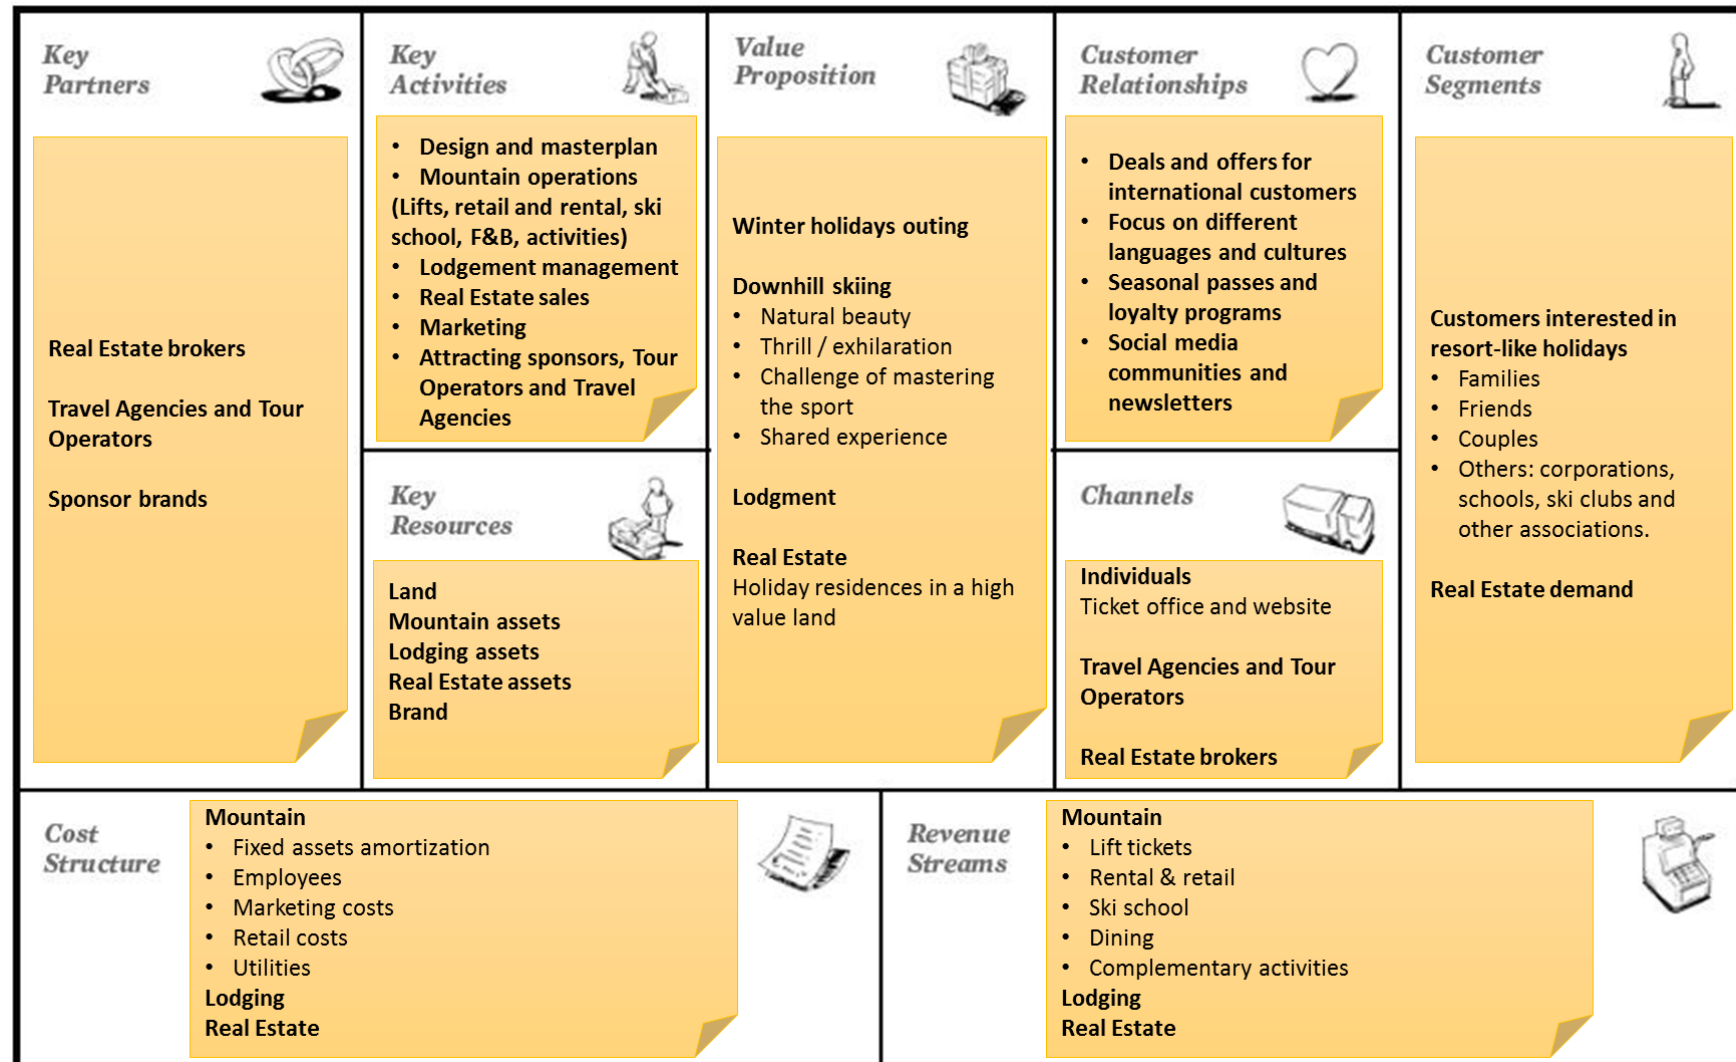 Key
Partners
Real Estate brokers
Travel Agencies and Tour
Operators
Sponsor brands
Key
Activities
• Design and masterplan
• Mountain operations
(Lifts, retail and rental, ski
school, F&B, activities)
• Lodgement management
• Real Estate sales
• Marketing
• Attracting sponsors, Tour
Operators and Travel
Agencies
Key
Resources
Land
Mountain assets
Lodging assets
Real Estate assets
Brand
Value
Proposition
Winter holidays outing
Downhill skiing
• Natural beauty
• Thrill / exhilaration
• Challenge of mastering
the sport
• Shared experience
Lodgment
Real Estate
Holiday residences in a high
value land
Customer
Relationships
• Deals and offers for
international customers
• Focus on different
languages and cultures
• Seasonal passes and
loyalty programs
• Social media
communities and
newsletters
Channels
Individuals
Ticket office and website
Travel Agencies and Tour
Operators
Real Estate brokers
Customer
Segments
Customers interested in
resort-like holidays
• Families
• Friends
• Couples
• Others: corporations,
schools, ski clubs and
other associations.
Real Estate demand
Cost
Structure
Mountain
• Fixed assets amortization
• Employees
• Marketing costs
• Retail costs
• Utilities
Lodging
Real Estate
Revenue
Streams
Mountain
• Lift tickets
• Rental & retail
• Ski school
• Dining
• Complementary activities
Lodging
Real Estate